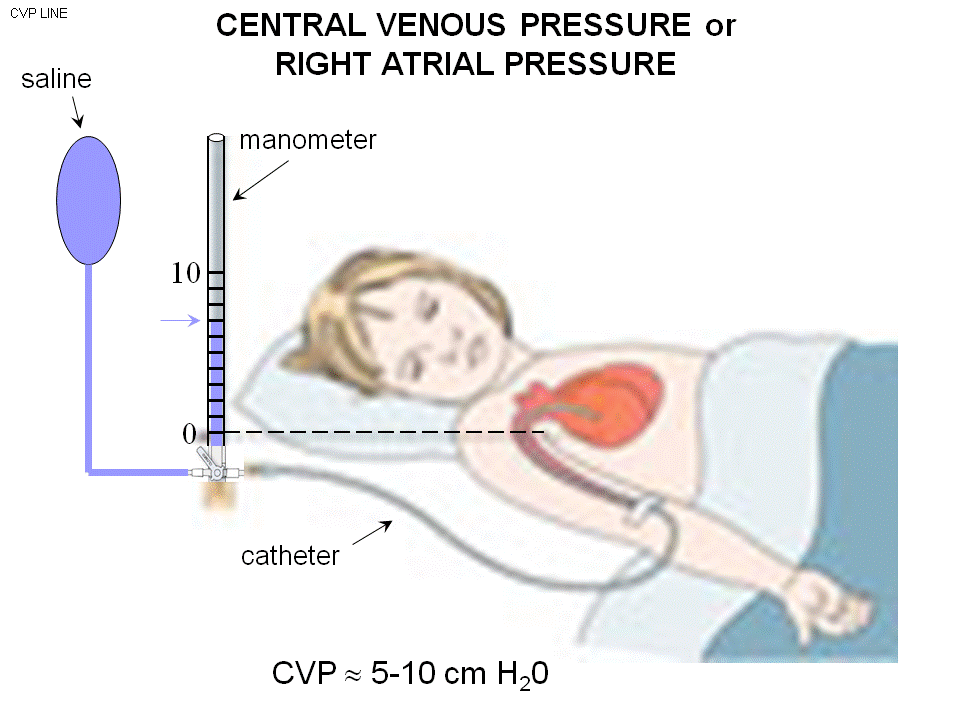 CVP LINE
CENTRAL VENOUS PRESSURE or
RIGHT ATRIAL PRESSURE
saline
manometer
10
0
catheter
CVP ≈ 5-10 cm H₂0